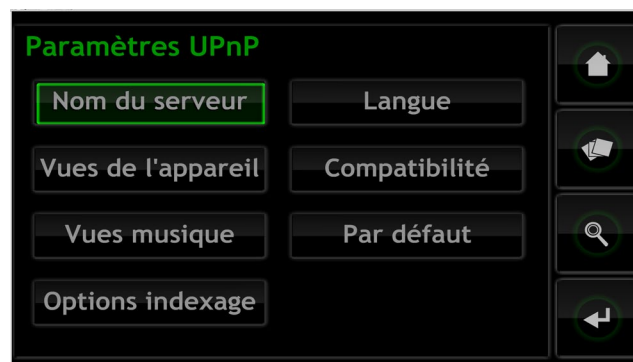 Paramètres UPnP
Nom du serveur
Langue
Vues de l'appareil
Compatibilité
Vues musique
Par défaut
Options indexage